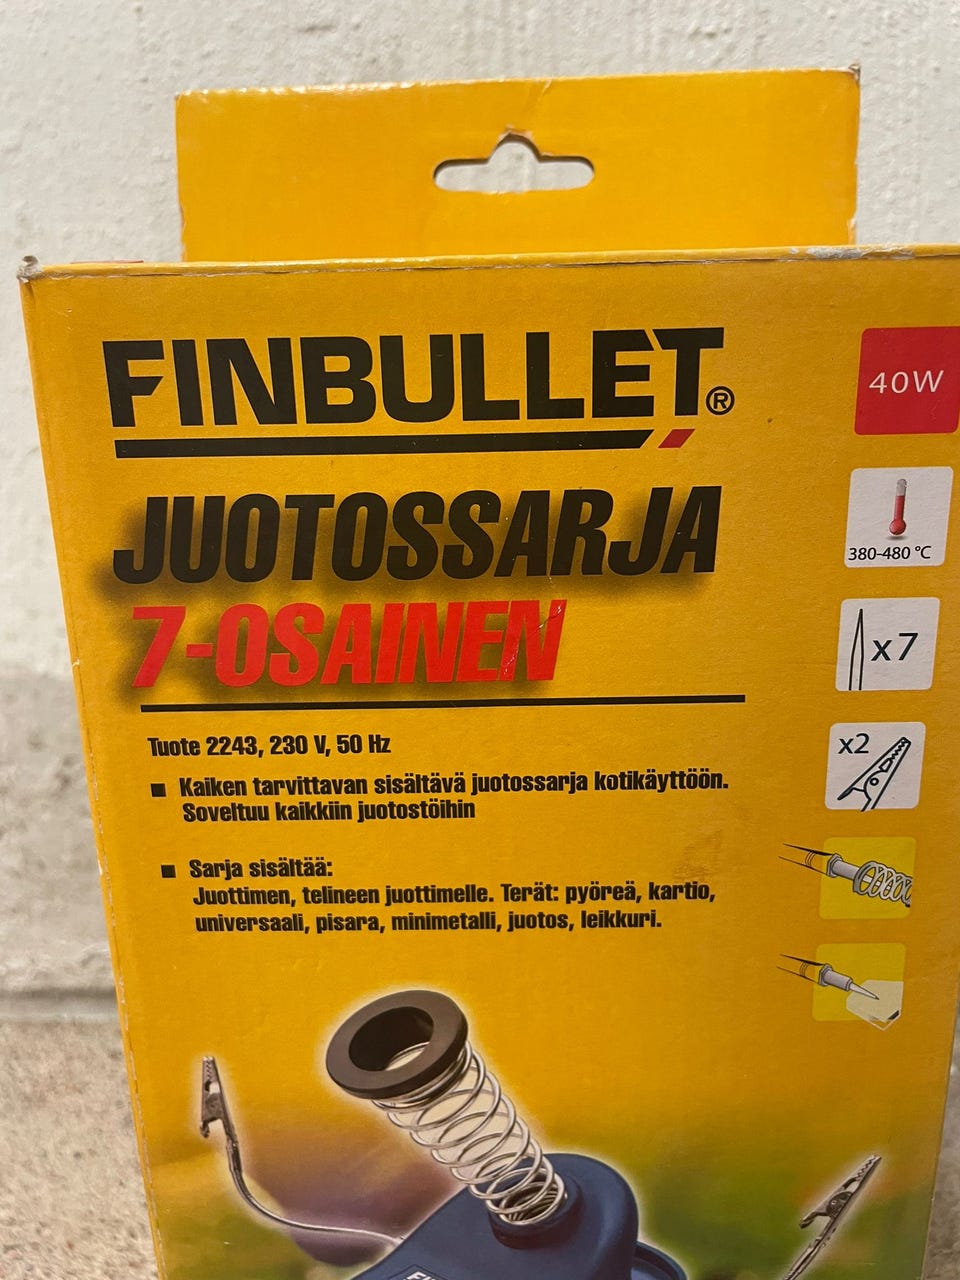 FINBULLET®
40W
JUOTOSSARJA
380-480 °C
7-OSAINEN
x7
Tuote 2243, 230 V, 50 Hz
x2
■ Kaiken tarvittavan sisältävä juotossarja kotikäyttöön.
Soveltuu kaikkiin juotostöihin
■ Sarja sisältää:
Juottimen, telineen juottimelle. Terät: pyöreä, kartio,
universaali, pisara, minimetalli, juotos, leikkuri.
FINBULLET